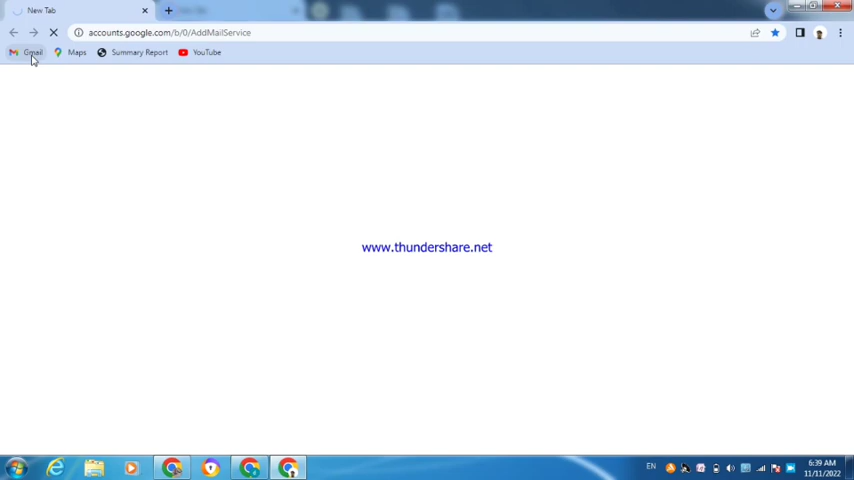 New Tab
accounts.google.com/b/0/AddMailService
Gmail Maps Summary Report YouTube
www.thundershare.net
EN
6:39 AM
11/11/2022